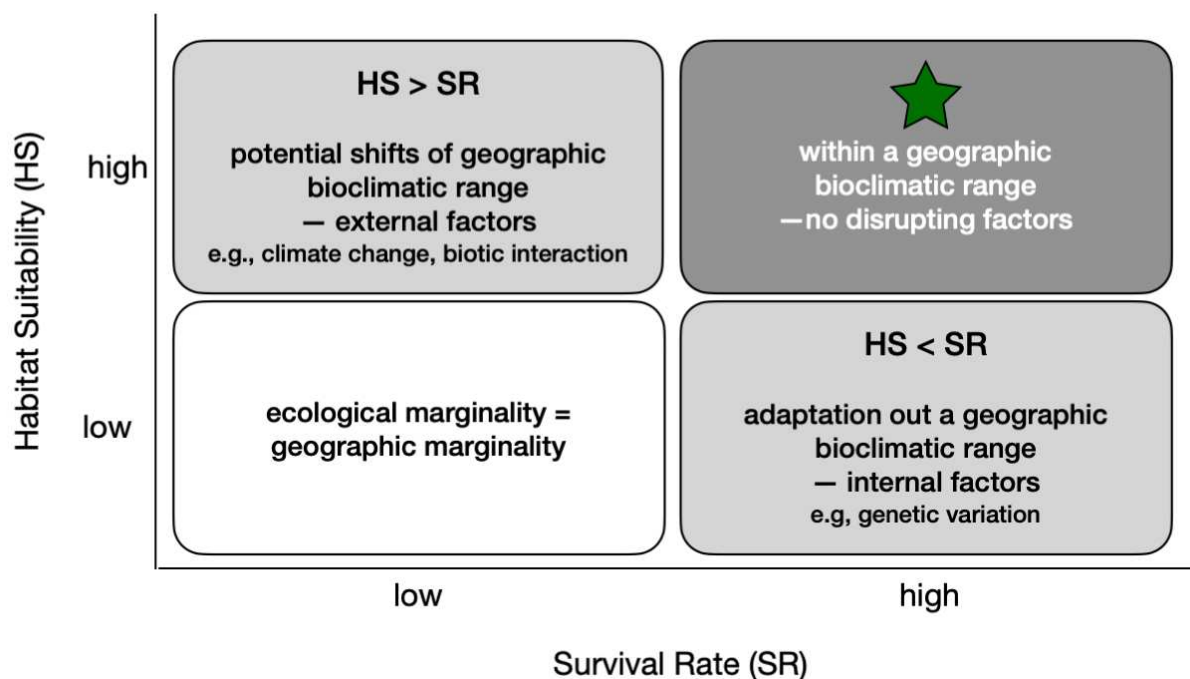 Habitat Suitability (HS)
high
HS > SR
potential shifts of geographic
bioclimatic range
— external factors
e.g., climate change, biotic interaction
within a geographic
bioclimatic range
—no disrupting factors
low
ecological marginality =
geographic marginality
HS < SR
adaptation out a geographic
bioclimatic range
— internal factors
e.g, genetic variation
low
high
Survival Rate (SR)